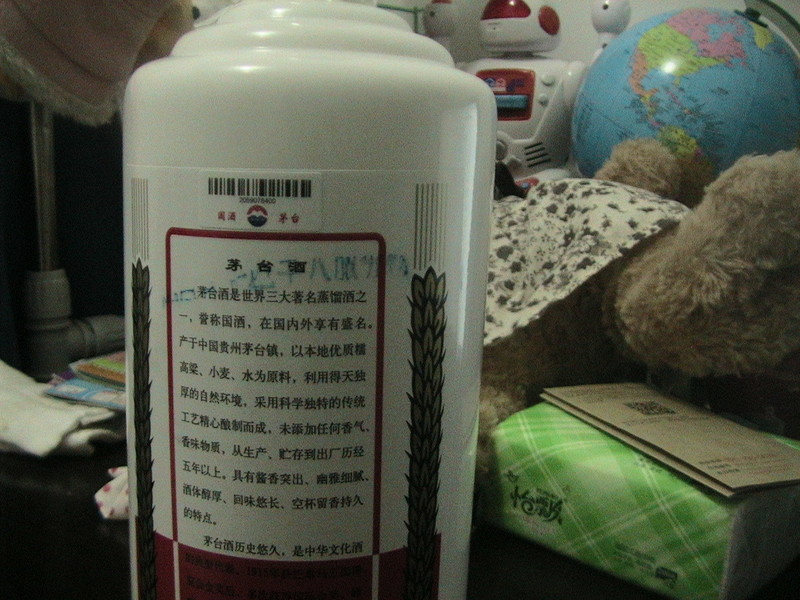 2059076400
国酒 茅台
茅台酒
茅台酒是世界三大著名蒸馏酒之
一，誉称国酒，在国内外享有盛名。
产于中国贵州茅台镇，以本地优质糯
高粱、小麦、水为原料，利用得天独
厚的自然环境，采用科学独特的传统
工艺精心酿制而成，未添加任何香气、
香味物质，从生产、贮存到出厂历经
五年以上。具有酱香突出、幽雅细腻、
酒体醇厚、回味悠长、空杯留香持久
的特点。
茅台酒历史悠久，是中华文化酒